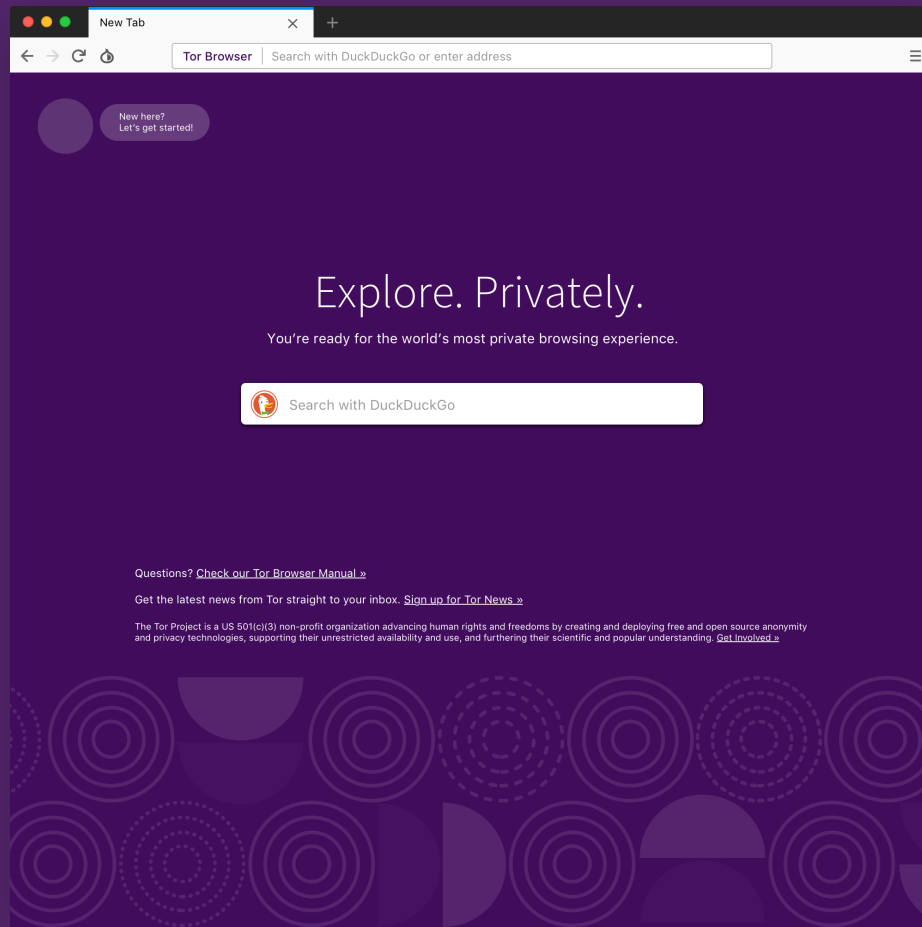 New Tab
Tor Browser Search with DuckDuckGo or enter address
New here?
Let's get started!
Explore. Privately.
You're ready for the world's most private browsing experience.
Search with DuckDuckGo
Questions? Check our Tor Browser Manual »
Get the latest news from Tor straight to your inbox. Sign up for Tor News »
The Tor Project is a US 501(c)(3) non-profit organization advancing human rights and freedoms by creating and deploying free and open source anonymity
and privacy technologies, supporting their unrestricted availability and use, and furthering their scientific and popular understanding. Get Involved »